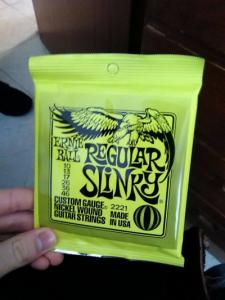 ERNIE
BALL
REGULAR
SLINKY
®
10
13
17
26
36
46
CUSTOM GAUGE® 2221
NICKEL WOUND MADE
GUITAR STRINGS IN USA